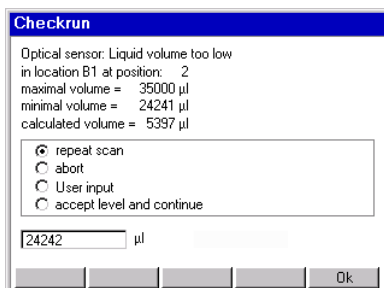 Checkrun
Optical sensor: Liquid volume too low
in location B1 at position: 2
maximal volume = 35000 µl
minimal volume = 24241 µl
calculated volume = 5397 µl
repeat scan
abort
User input
accept level and continue
24242 µl
Ok